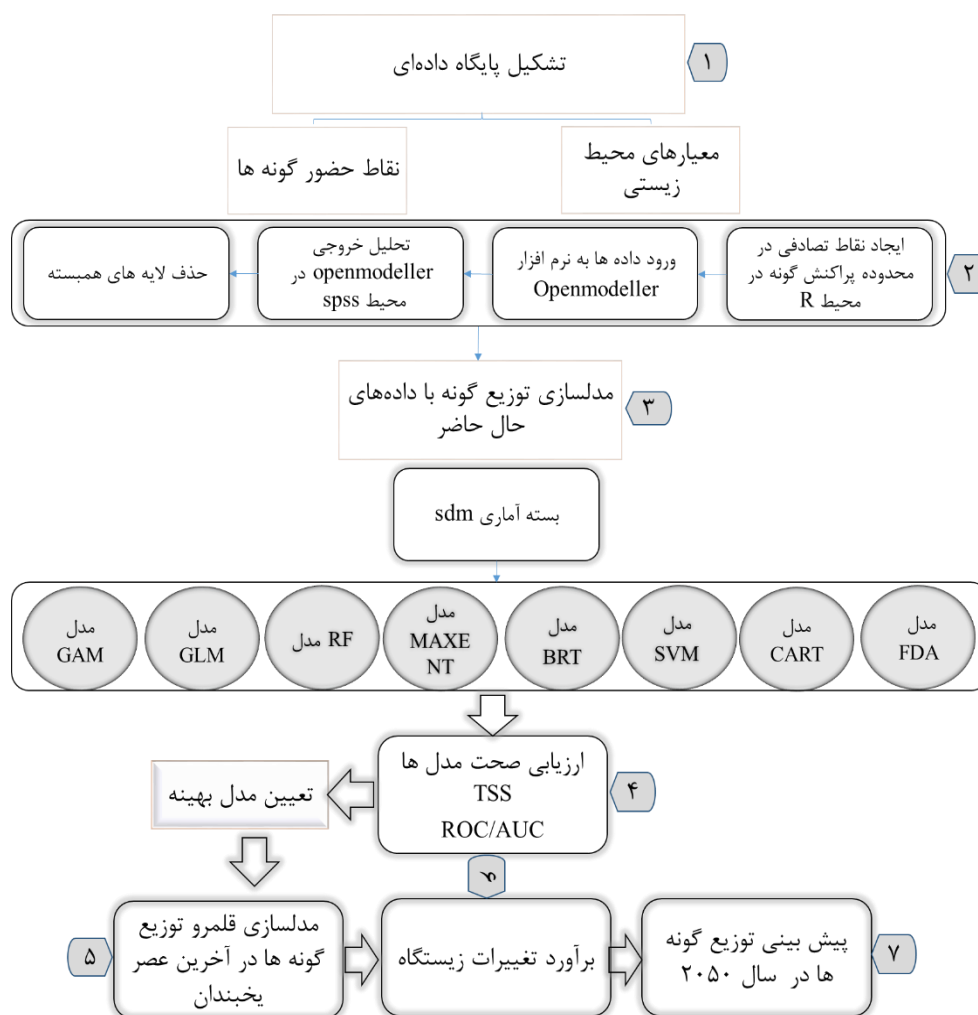 ۱
تشکیل پایگاه داده‌ای
معیارهای محیط
زیستی
نقاط حضور گونه ها
۲
ایجاد نقاط تصادفی در
محدوده پراکنش گونه در
محیط R
ورود داده ها به نرم افزار
Openmodeller
تحلیل خروجی
openmodeller در
محیط spss
حذف لایه های همبسته
۳
مدلسازی توزیع گونه با داده‌های
حال حاضر
بسته آماری sdm
مدل
FDA
مدل
CART
مدل
SVM
مدل
BRT
مدل
MAXE
NT
مدل RF
مدل
GLM
مدل
GAM
۴
ارزیابی صحت مدل ها
TSS
ROC/AUC
تعیین مدل بهینه
۵
مدلسازی قلمرو توزیع
گونه ها در آخرین عصر
یخبندان
۶
برآورد تغییرات زیستگاه
۷
پیش بینی توزیع گونه
ها در سال ۲۰۵۰